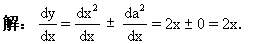 解： dy/dx = dx²/dx ± da²/dx = 2x ± 0 = 2x.